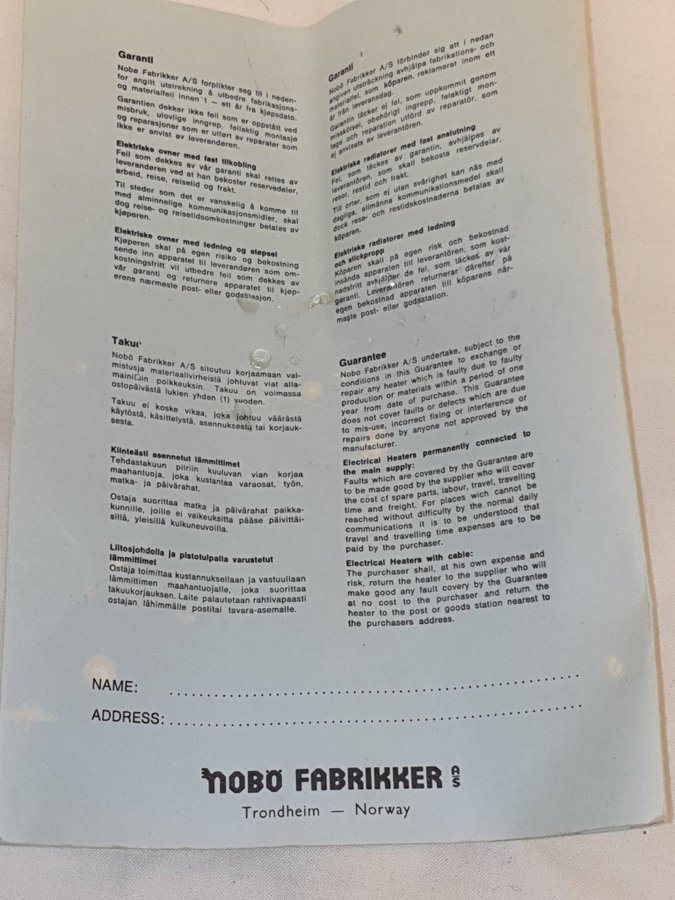 Garanti
Nobø Fabrikker A/S forplikter seg til i neden-
for angitt utstrekning å utbedre fabrikasjons-
og materialfeil innen 1 — ett år fra kjøpsdato.
Garantien dekker ikke feil som er oppstått ved
misbruk, ulovlige inngrep, feilaktig montasje
og reparasjoner som er utført av reparatør som
ikke er anvist av leverandøren.
Elektriske ovner med fast tilkobling
Feil som dekkes av vår garanti skal rettes av
leverandøren ved at han bekoster reservedeler,
arbeid, reise, reisetid og frakt.
Til steder som det er vanskelig å komme til
med alminnelige kommunikasjonsmidler, skal
dog reise- og reisetidsomkostninger betales av
kjøperen.
Elektriske ovner med ledning og støpsel
Kjøperen skal på egen risiko og bekostning
sende inn apparatet til leverandøren som om-
kostningsfritt vil utbedre feil som dekkes av
vår garanti og returnere apparatet til kjøp-
erens nærmeste post- eller godsstasjon.
Garanti
Nobø Fabrikker A/S förbinder sig att i nedan
angiven utsträckning avhjälpa fabrikations- och
materialfel, som köparen, reklamerat inom ett
år från leveransdag.
Garantin täcker ej fel, som uppkommit genom
misskötsel, obehörigt ingrepp, felaktigt mon-
tage och reparation utförd av reparatör, som
ej anvisats av leverantören.
Elektriska radiatorer med fast anslutning
Fel, som täckes av garantin, avhjälpes av
leverantören, som skall bekosta reservdelar,
resor, restid och frakt.
Till orter, som ej utan svårighet kan nås med
dagliga, allmänna kommunikationsmedel skall
dock rese- och restidskostnaderna betalas av
köparen.
Elektriska radiatorer med ledning
och stickpropp
Köparen skall på egen risk och bekostnad
insända apparaten till leverantören, som kost-
nadsfritt avhjälper de fel, som täckes av vår
garanti. Leverantören returnerar därefter på
egen bekostnad apparaten till köparens när-
maste post- eller godsstation.
Takuu
Nobö Fabrikker A/S sitoutuu korjaamaan val-
mistusja materiaalivirheistä johtuvat viat alla-
mainituin poikkeuksin. Takuu on voimassa
ostopäivästä lukien yhden (1) vuoden.
Takuu ei koske vikaa, joka johtuu väärästä
käytöstä, käsittelystä, asennuksesta tai korjauk-
sesta.
Kiinteästi asennetut lämmittimet
Tehdastakuun piiriin kuuluvan vian korjaa
maahantuoja, joka kustantaa varaosat, työn,
matka- ja päivärahat.
Ostaja suorittaa matka ja päivärahat paikka-
kunnille, joille ei vaikeuksitta pääse päivittäi-
sillä, yleisillä kulkuneuvoilla.
Liitosjohdolla ja pistotulpalla varustetut
lämmittimet
Ostaja toimittaa kustannuksellaan ja vastuullaan
lämmittimen maahantuojalle, joka suorittaa
takuukorjauksen. Laite palautetaan rahtivapaasti
ostajan lähimmälle postitai tavara-asemalle.
Guarantee
Nobø Fabrikker A/S undertake, subject to the
conditions in this Guarantee to exchange or
repair any heater which is faulty due to faulty
production or materials within a period of one
year from date of purchase. This Guarantee
does not cover faults or defects which are due
to mis-use, incorrect fixing or interference or
repairs done by anyone not approved by the
manufacturer.
Electrical Heaters permanently connected to
the main supply:
Faults which are covered by the Guarantee are
to be made good by the supplier who will cover
the cost cf spare parts, labour, travel, travelling
time and freight. For places wich cannot be
reached without difficulty by the normal daily
communications it is to be understood that
travel and travelling time expenses are to be
paid by the purchaser.
Electrical Heaters with cable:
The purchaser shall, at his own expense and
risk, return the heater to the supplier who will
make good any fault covery by the Guarantee
at no cost to the purchaser and return the
heater to the post or goods station nearest to
the purchasers address.
NAME: ..................................................
ADDRESS: ..................................................
NOBÖ FABRIKKER A/S
Trondheim — Norway